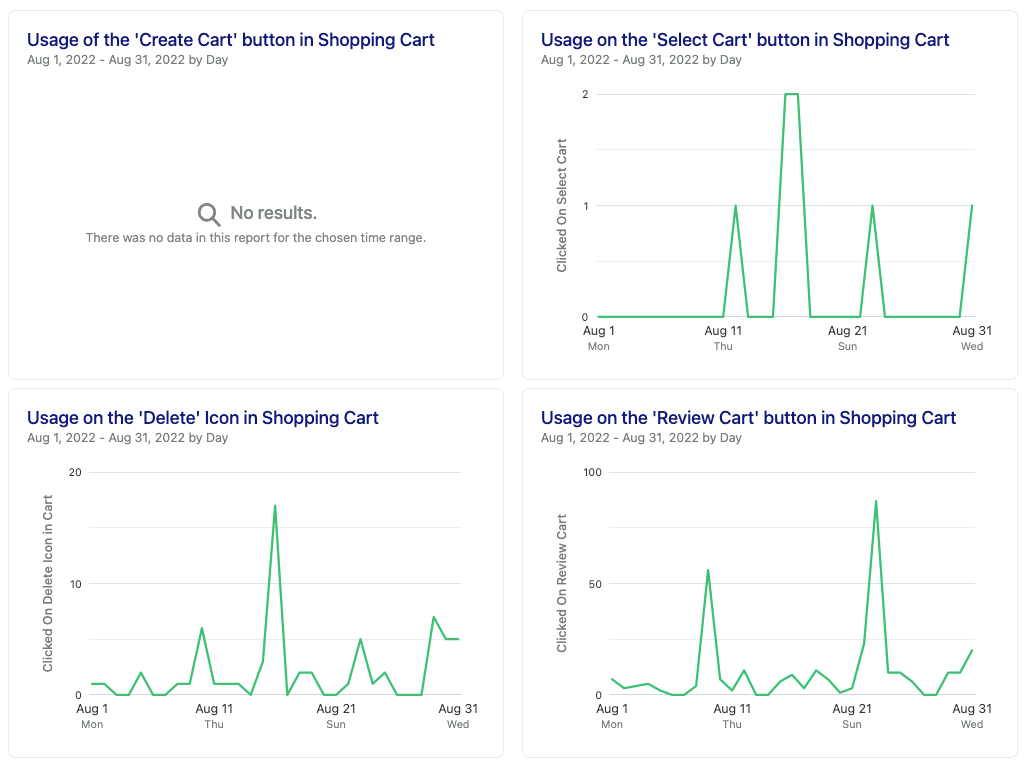 Usage of the 'Create Cart' button in Shopping Cart
Aug 1, 2022 - Aug 31, 2022 by Day
No results.
There was no data in this report for the chosen time range.
Usage on the 'Select Cart' button in Shopping Cart
Aug 1, 2022 - Aug 31, 2022 by Day
Clicked On Select Cart
2
1
0
Aug 1 Aug 11 Aug 21 Aug 31
Mon Thu Sun Wed
Usage on the 'Delete' Icon in Shopping Cart
Aug 1, 2022 - Aug 31, 2022 by Day
Clicked On Delete Icon in Cart
20
10
0
Aug 1 Aug 11 Aug 21 Aug 31
Mon Thu Sun Wed
Usage on the 'Review Cart' button in Shopping Cart
Aug 1, 2022 - Aug 31, 2022 by Day
Clicked On Review Cart
100
50
0
Aug 1 Aug 11 Aug 21 Aug 31
Mon Thu Sun Wed